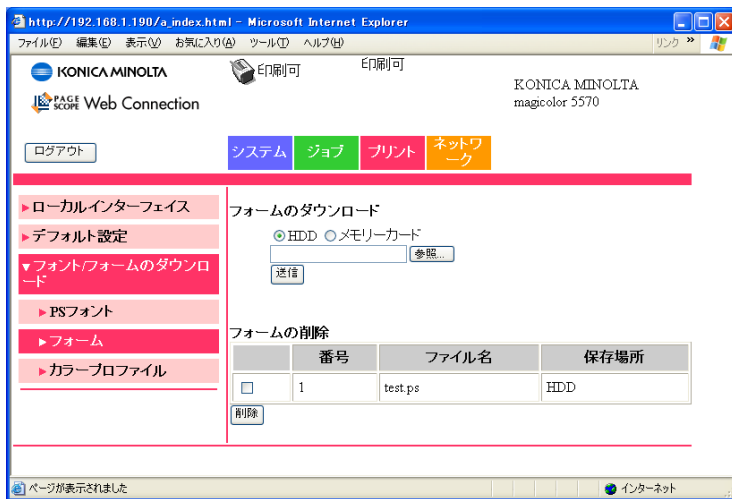 http://192.168.1.190/a_index.html - Microsoft Internet Explorer
ファイル(F) 編集(E) 表示(V) お気に入り(A) ツール(T) ヘルプ(H) リンク »
KONICA MINOLTA
印刷可
印刷可
KONICA MINOLTA
magicolor 5570
PAGE SCOPE Web Connection
ログアウト
システム
ジョブ
プリント
ネットワ
ーク
ローカルインターフェイス
デフォルト設定
フォント/フォームのダウンロ
ード
PSフォント
フォーム
カラープロファイル
フォームのダウンロード
HDD メモリーカード
参照...
送信
フォームの削除
番号 ファイル名 保存場所
1 test.ps HDD
削除
ページが表示されました インターネット